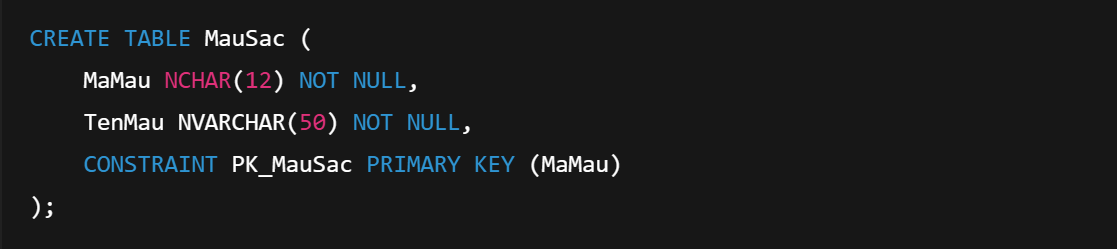 CREATE TABLE MauSac (
    MaMau NCHAR(12) NOT NULL,
    TenMau NVARCHAR(50) NOT NULL,
    CONSTRAINT PK_MauSac PRIMARY KEY (MaMau)
);